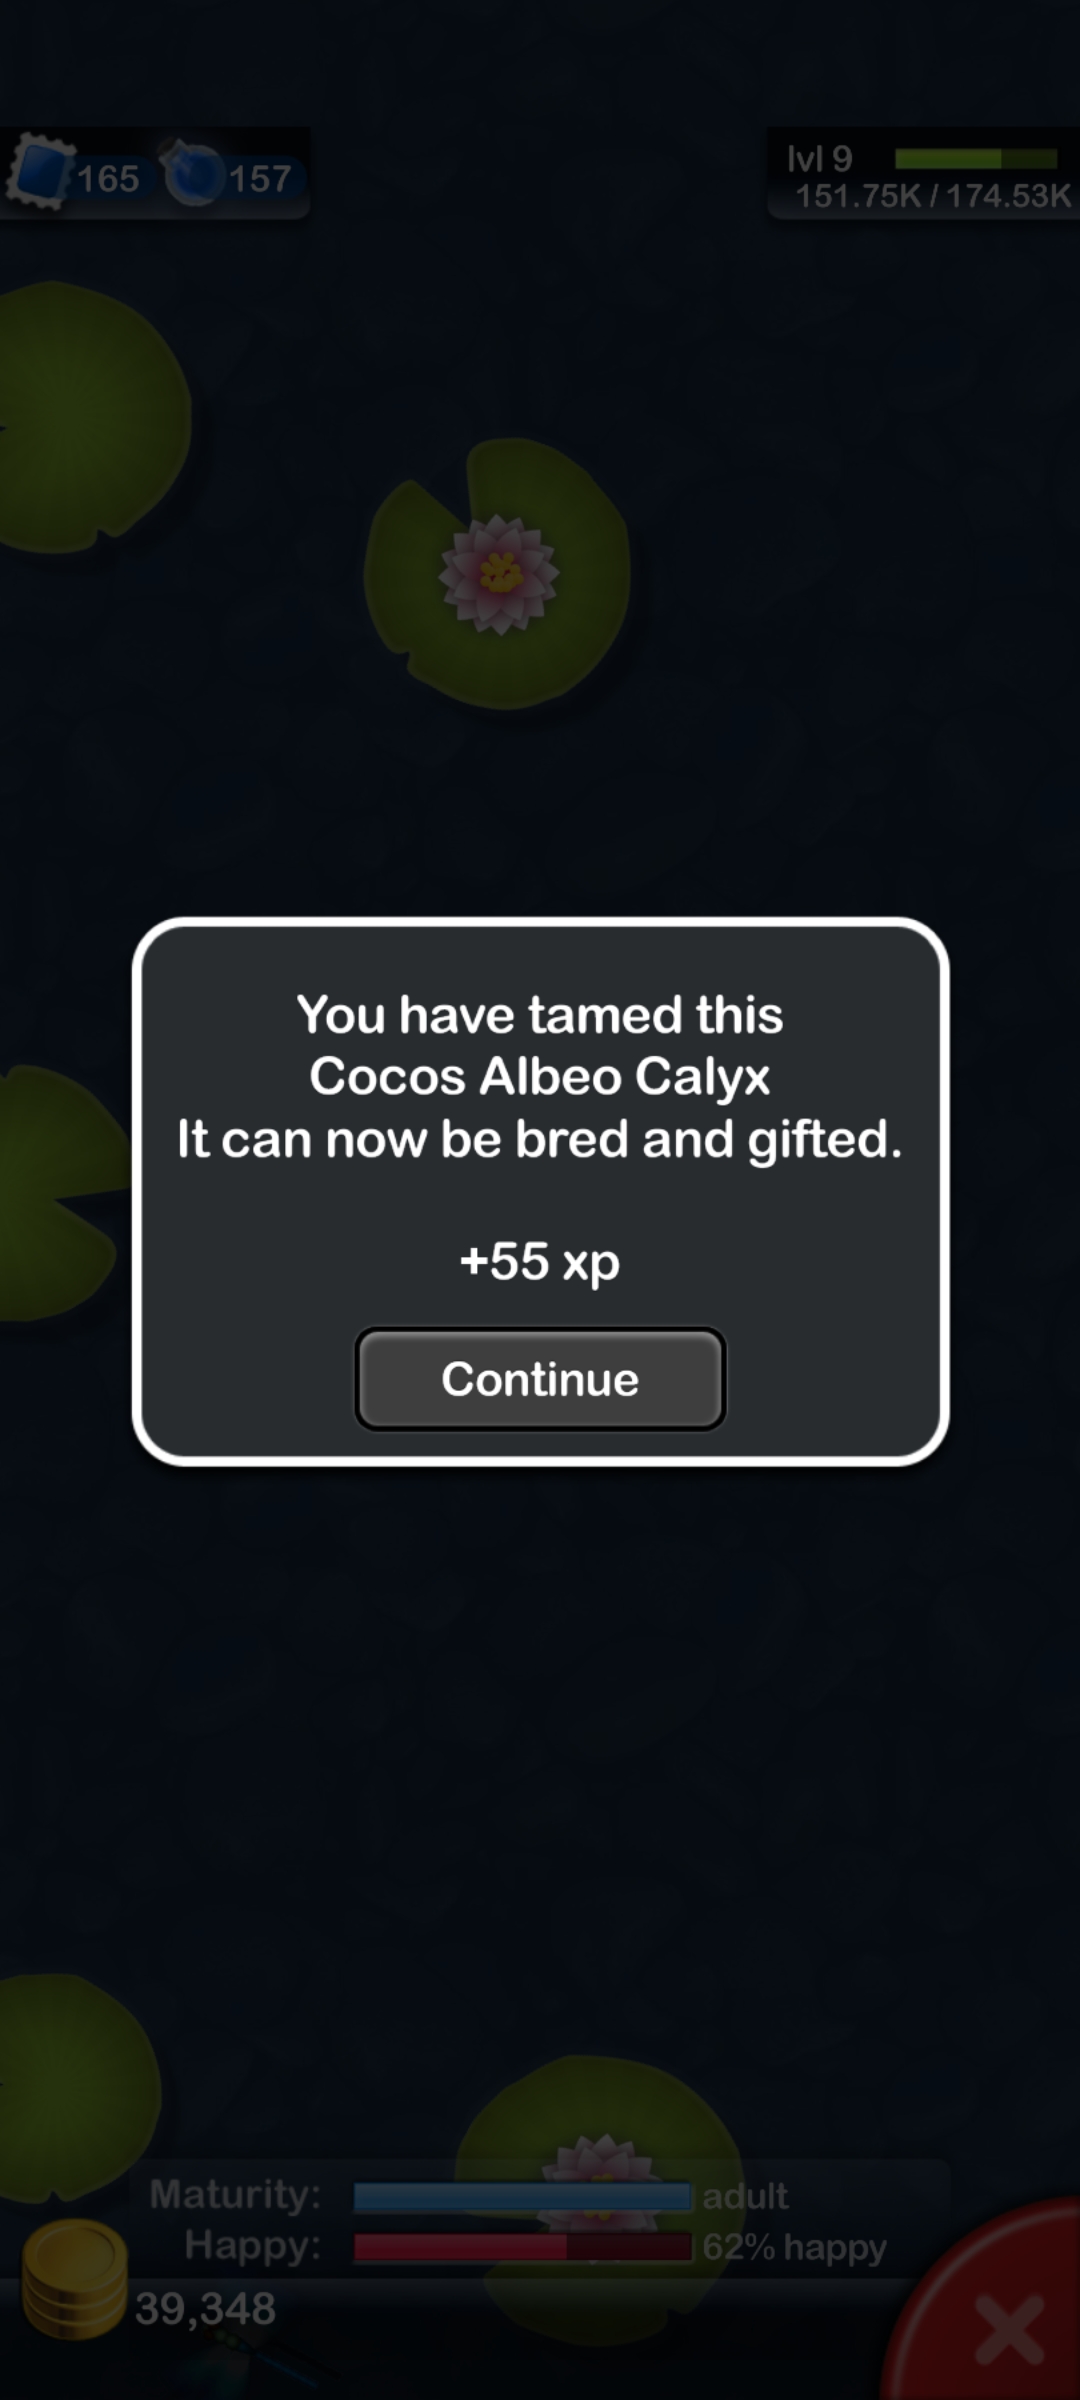 165 157
lvl 9
151.75K / 174.53K
You have tamed this
Cocos Albeo Calyx
It can now be bred and gifted.
+55 xp
Continue
Maturity: adult
Happy: 62% happy
39,348